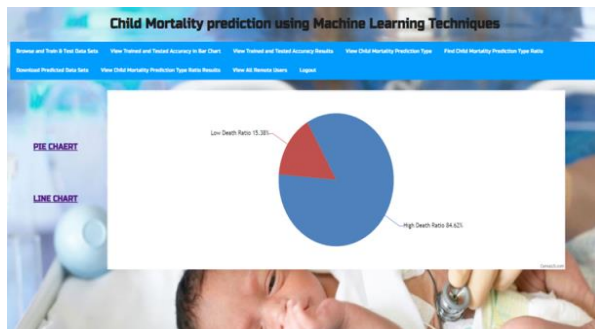 Child Mortality prediction using Machine Learning Techniques
Browse and Train & Test Data Sets View Trained and Tested Accuracy in Bar Chart View Trained and Tested Accuracy Results View Child Mortality Prediction Type Find Child Mortality Prediction Type Ratio
Download Predicted Data Sets View Child Mortality Prediction Type Ratio Results View All Remote Users Logout
Low Death Ratio 15.38%
PIE CHAERT
LINE CHART
High Death Ratio 84.62%